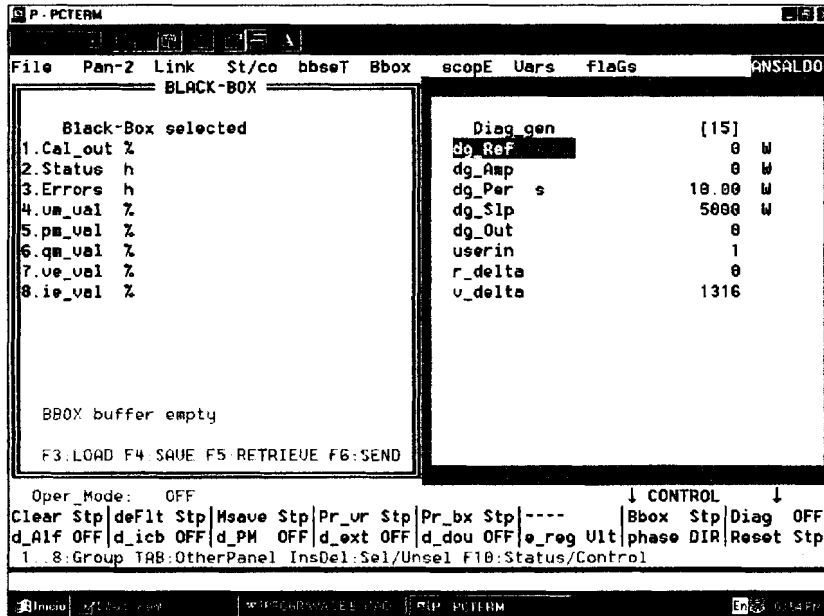 P - PCTERM
File Pan-2 Link St/co bbseT Bbox scopE Vars flaGs ANSALDO
BLACK-BOX
Black-Box selected
1.Cal_out %
2.Status h
3.Errors h
4.vm_val %
5.pm_val %
6.qm_val %
7.ve_val %
8.ie_val %
BBOX buffer empty
F3:LOAD F4:SAVE F5:RETRIEVE F6:SEND
Diag_gen [15]
dg_Ref 0 W
dg_Amp 0 W
dg_Per s 10.00 W
dg_Slp 5000 W
dg_Out 0
userin 1
r_delta 0
v_delta 1316
Oper_Mode: OFF ↓ CONTROL ↓
Clear Stp|deFlt Stp|Msave Stp|Pr_vr Stp|Pr_bx Stp|----|Bbox Stp|Diag OFF
d_Alf OFF|d_icb OFF|d_PM OFF|d_ext OFF|d_dou OFF|e_reg Vlt|phase DIR|Reset Stp
1..8:Group TAB:OtherPanel InsDel:Sel/Unsel F10:Status/Control
Inicio P - PCTERM En